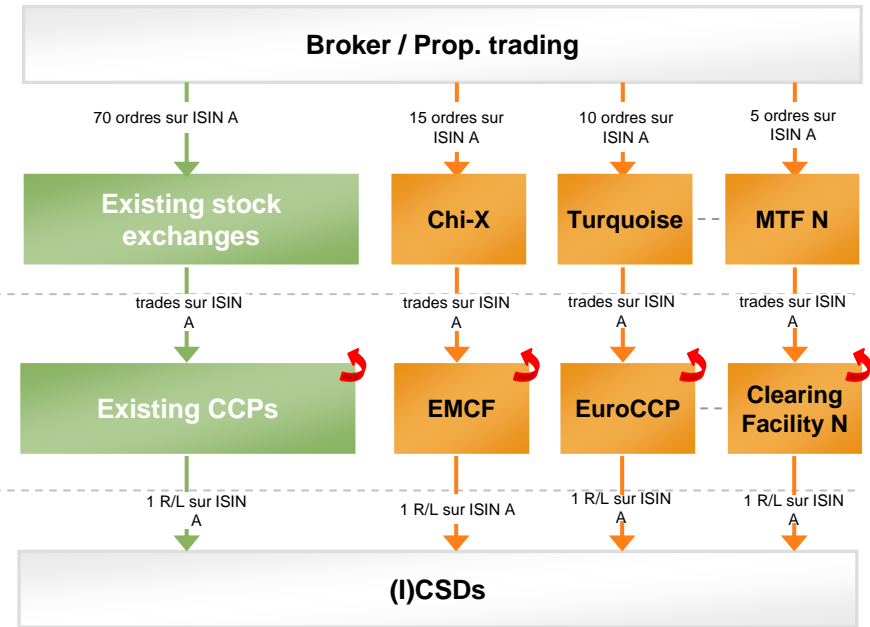 Broker / Prop. trading
70 ordres sur ISIN A
15 ordres sur
ISIN A
10 ordres sur
ISIN A
5 ordres sur
ISIN A
Existing stock
exchanges
Chi-X
Turquoise
MTF N
trades sur ISIN
A
trades sur ISIN
A
trades sur ISIN
A
trades sur ISIN
A
Existing CCPs
EMCF
EuroCCP
Clearing
Facility N
1 R/L sur ISIN
A
1 R/L sur ISIN A
1 R/L sur ISIN
A
1 R/L sur ISIN
A
(I)CSDs